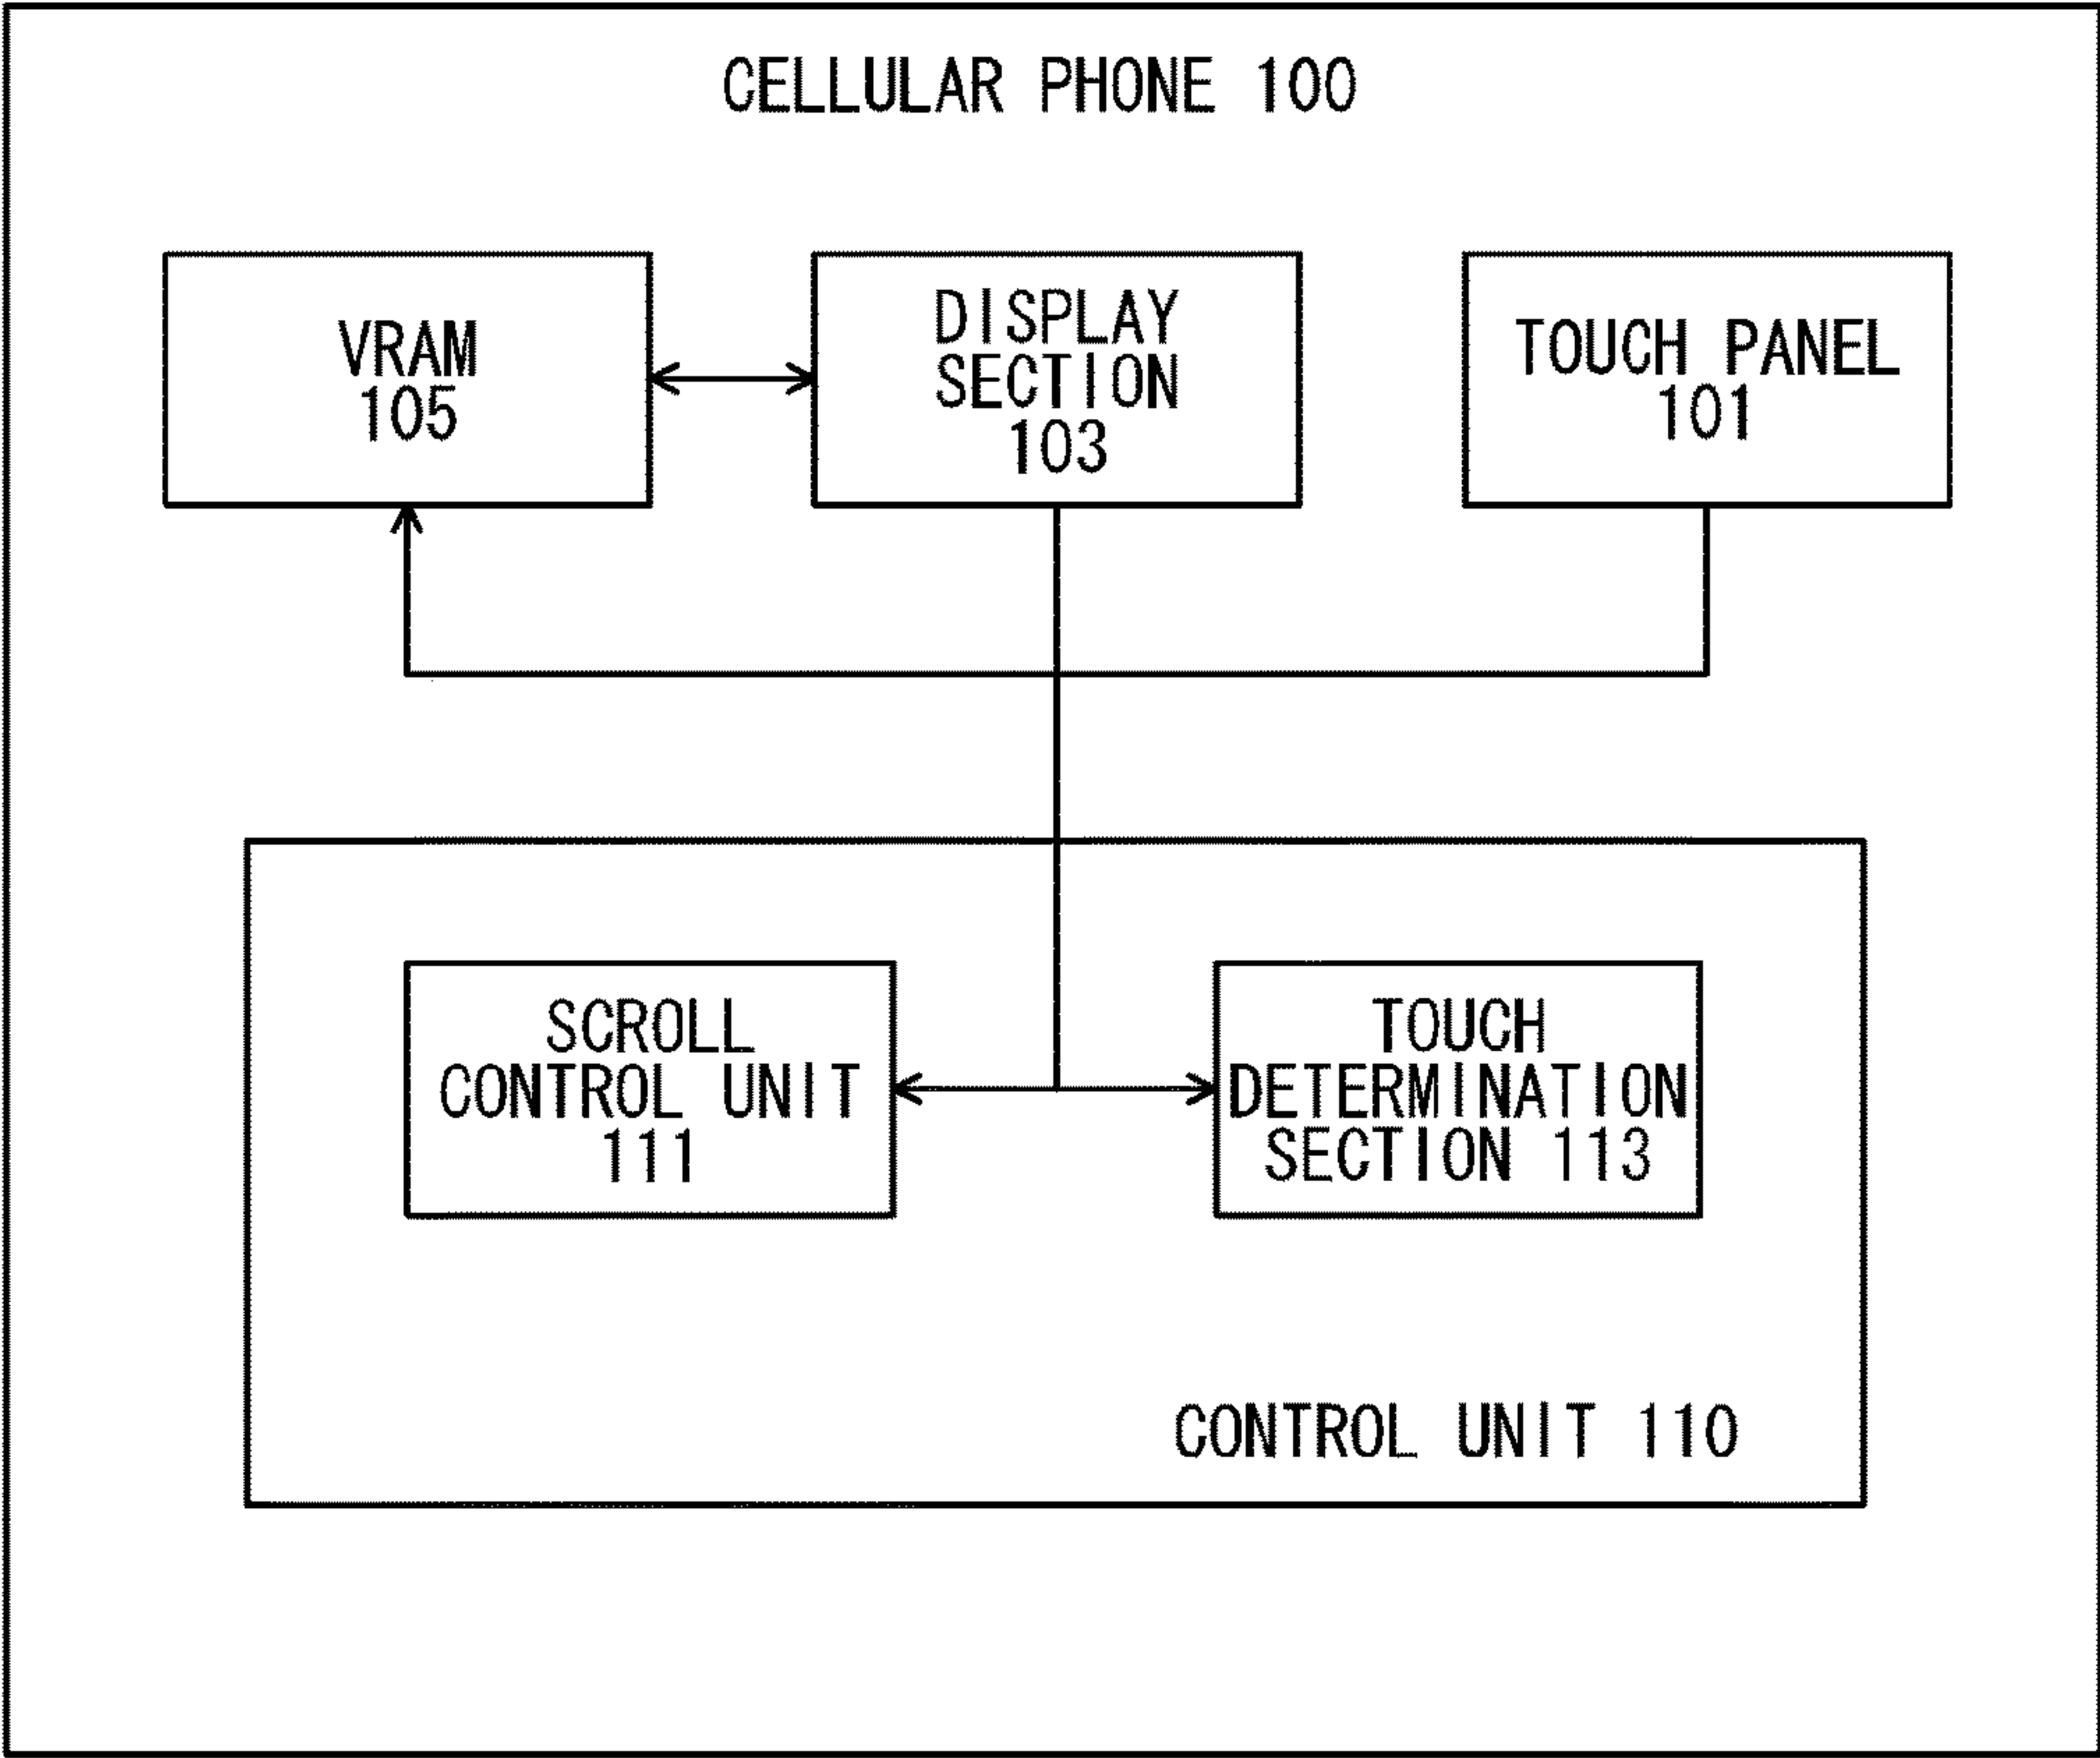 CELLULAR PHONE 100
VRAM
105
DISPLAY
SECTION
103
TOUCH PANEL
101
SCROLL
CONTROL UNIT
111
TOUCH
DETERMINATION
SECTION 113
CONTROL UNIT 110